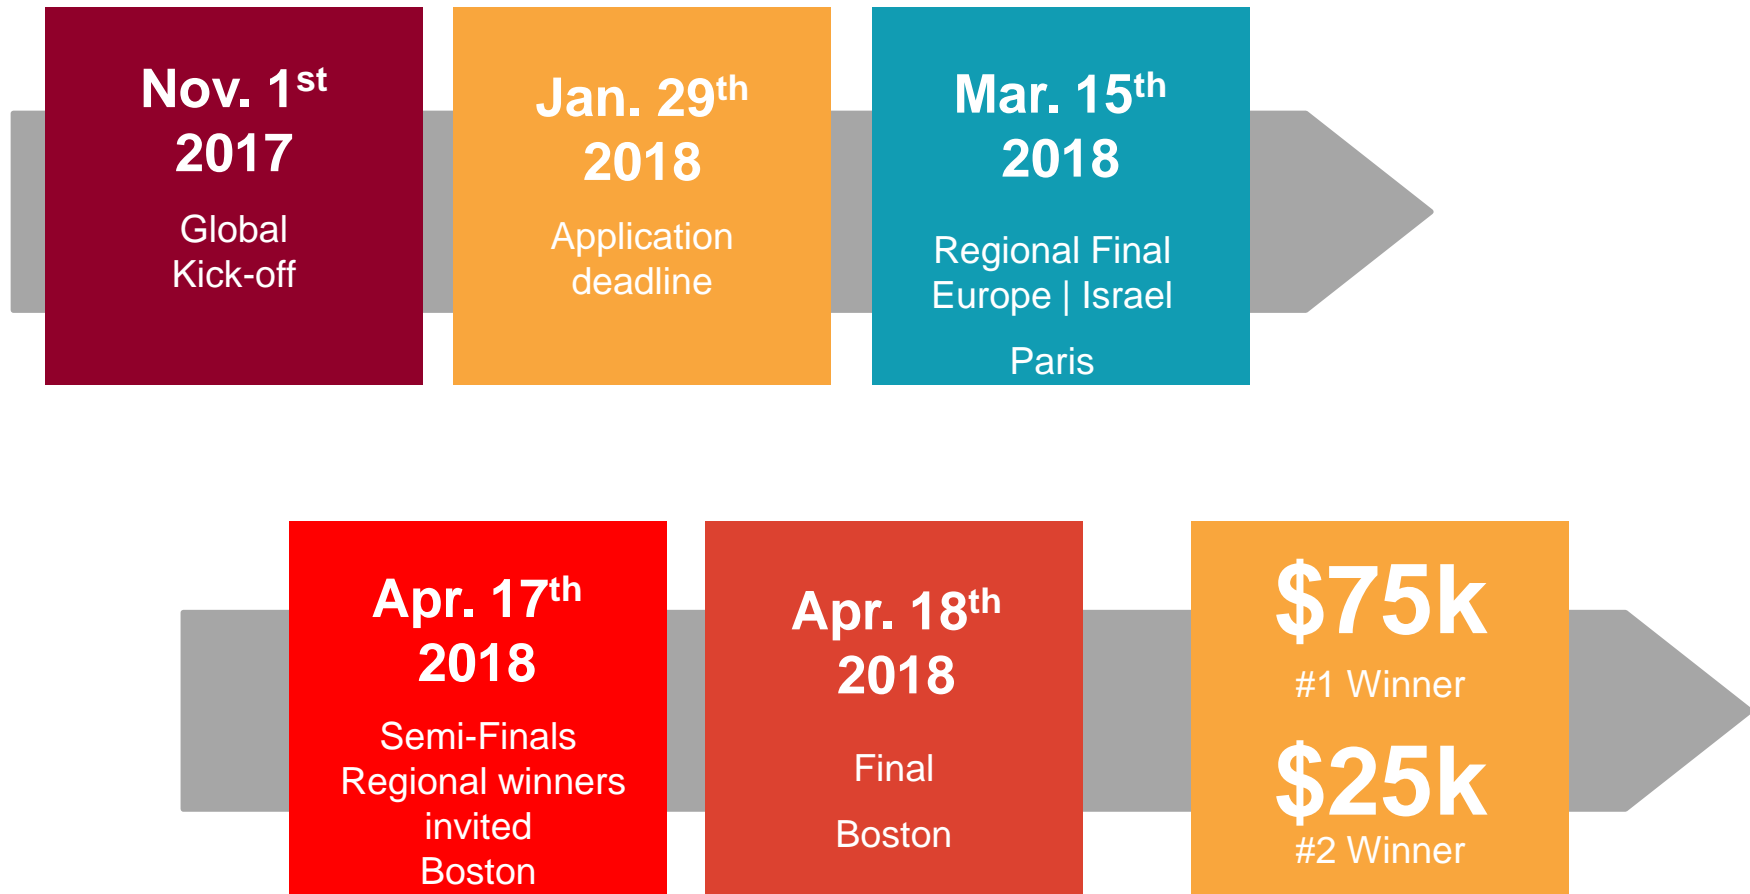 Nov. 1st
2017
Global
Kick-off
Jan. 29th
2018
Application
deadline
Mar. 15th
2018
Regional Final
Europe | Israel
Paris
Apr. 17th
2018
Semi-Finals
Regional winners
invited
Boston
Apr. 18th
2018
Final
Boston
$75k
#1 Winner
$25k
#2 Winner